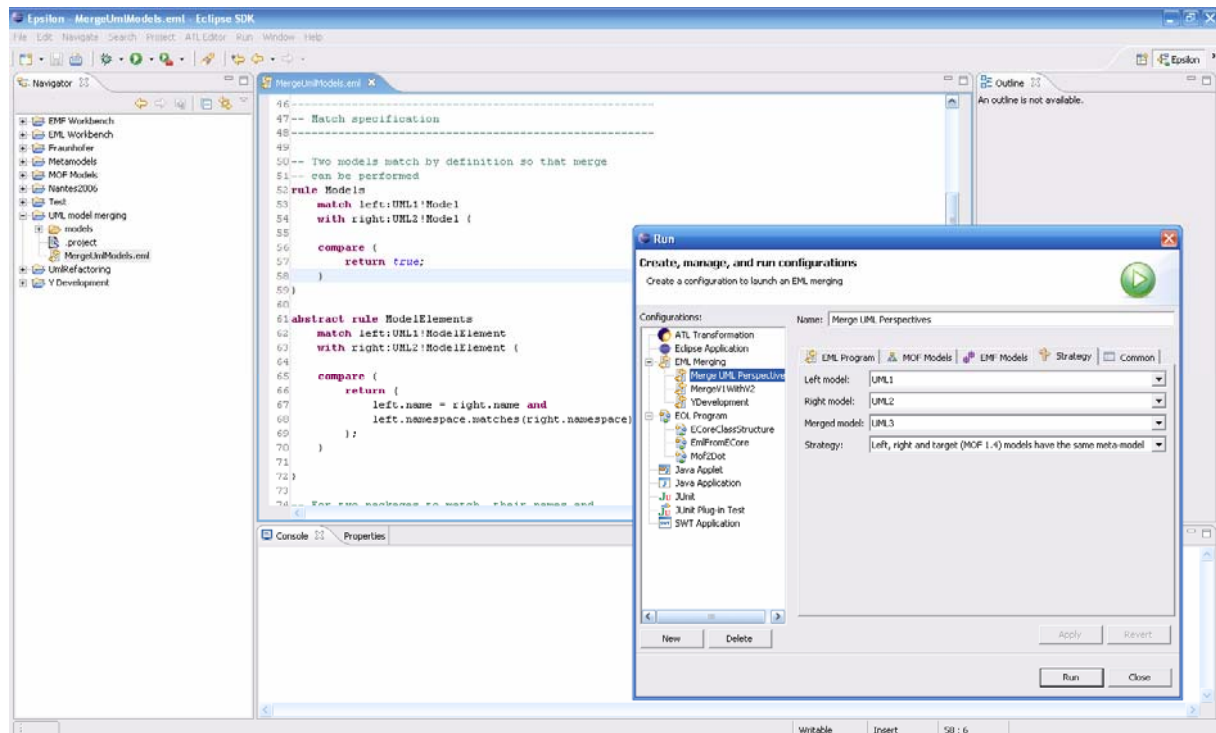 Epsilon - MergeUmlModels.eml - Eclipse SDK
File Edit Navigate Search Project ATL Editor Run Window Help
Epsilon
Navigator
EMF Workbench
EML Workbench
Fraunhofer
Metamodels
MOF Models
Nantes2006
Test
UML model merging
models
.project
MergeUmlModels.eml
UmlRefactoring
Y Development
MergeUmlModels.eml
46------------------------------------------------------
47-- Match specification
48------------------------------------------------------
49
50-- Two models match by definition so that merge
51-- can be performed
52 rule Models
53 match left:UML1!Model
54 with right:UML2!Model {
55
56 compare {
57 return true;
58 }
59 }
60
61 abstract rule ModelElements
62 match left:UML1!ModelElement
63 with right:UML2!ModelElement {
64
65 compare {
66 return (
67 left.name = right.name and
68 left.namespace.matches(right.namespace)
69 );
70 }
71
72 }
73
74-- For two packages to match, their names and
Outline
An outline is not available.
Console
Properties
Run
Create, manage, and run configurations
Create a configuration to launch an EML merging
Configurations:
ATL Transformation
Eclipse Application
EML Merging
Merge UML Perspective
MergeV1WithV2
YDevelopment
EOL Program
ECoreClassStructure
EmlFromECore
Mof2Dot
Java Applet
Java Application
JUnit
JUnit Plug-in Test
SWT Application
New
Delete
Name: Merge UML Perspectives
EML Program
MOF Models
EMF Models
Strategy
Common
Left model: UML1
Right model: UML2
Merged model: UML3
Strategy: Left, right and target (MOF 1.4) models have the same meta-model
Apply
Revert
Run
Close
Writable
Insert
58 : 6